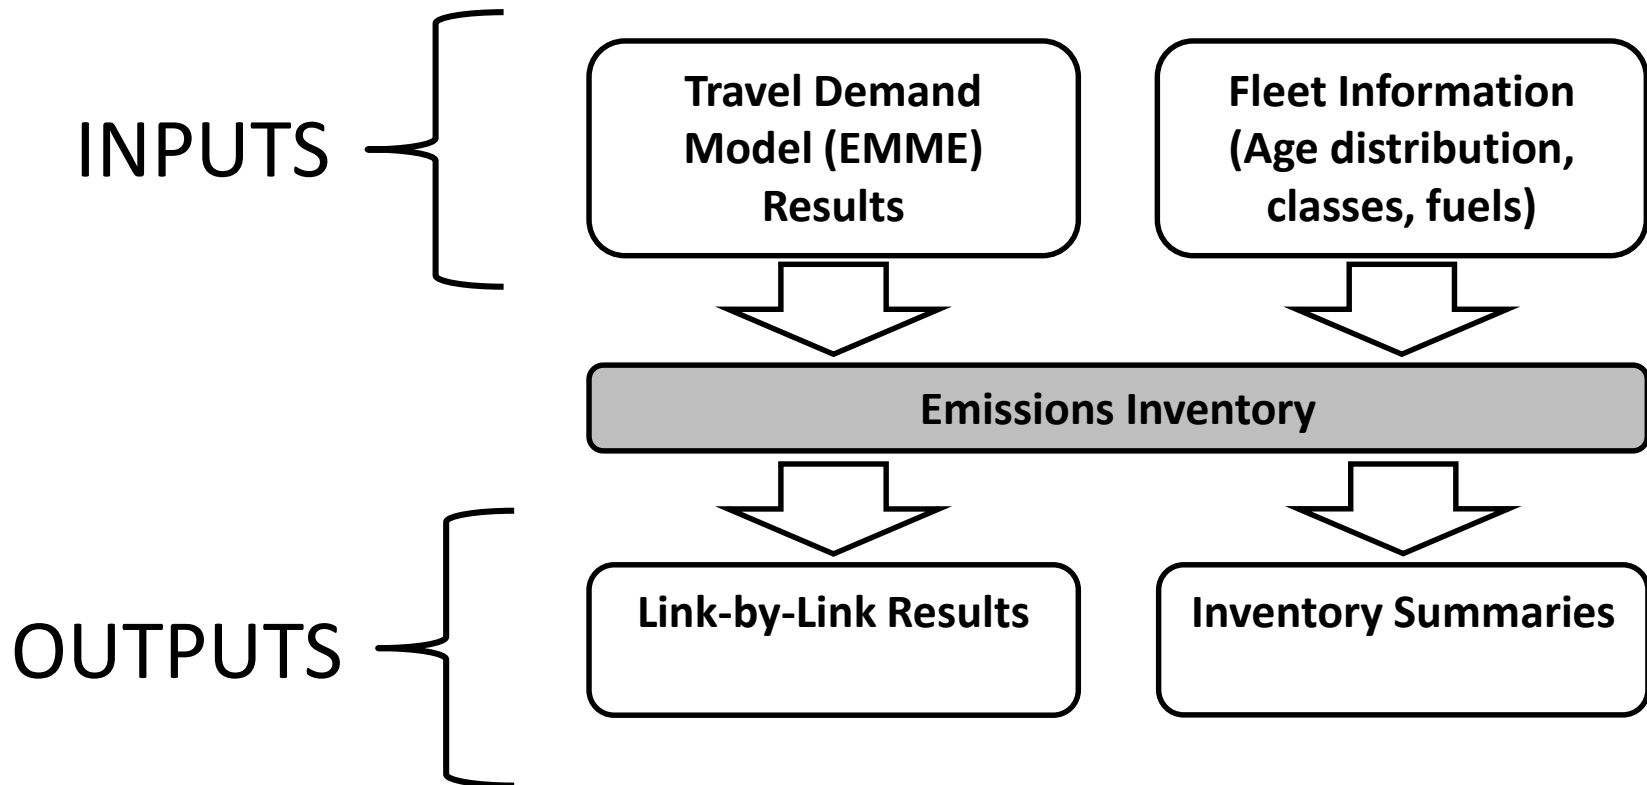 INPUTS
Travel Demand
Model (EMME)
Results
Fleet Information
(Age distribution,
classes, fuels)
Emissions Inventory
OUTPUTS
Link-by-Link Results
Inventory Summaries